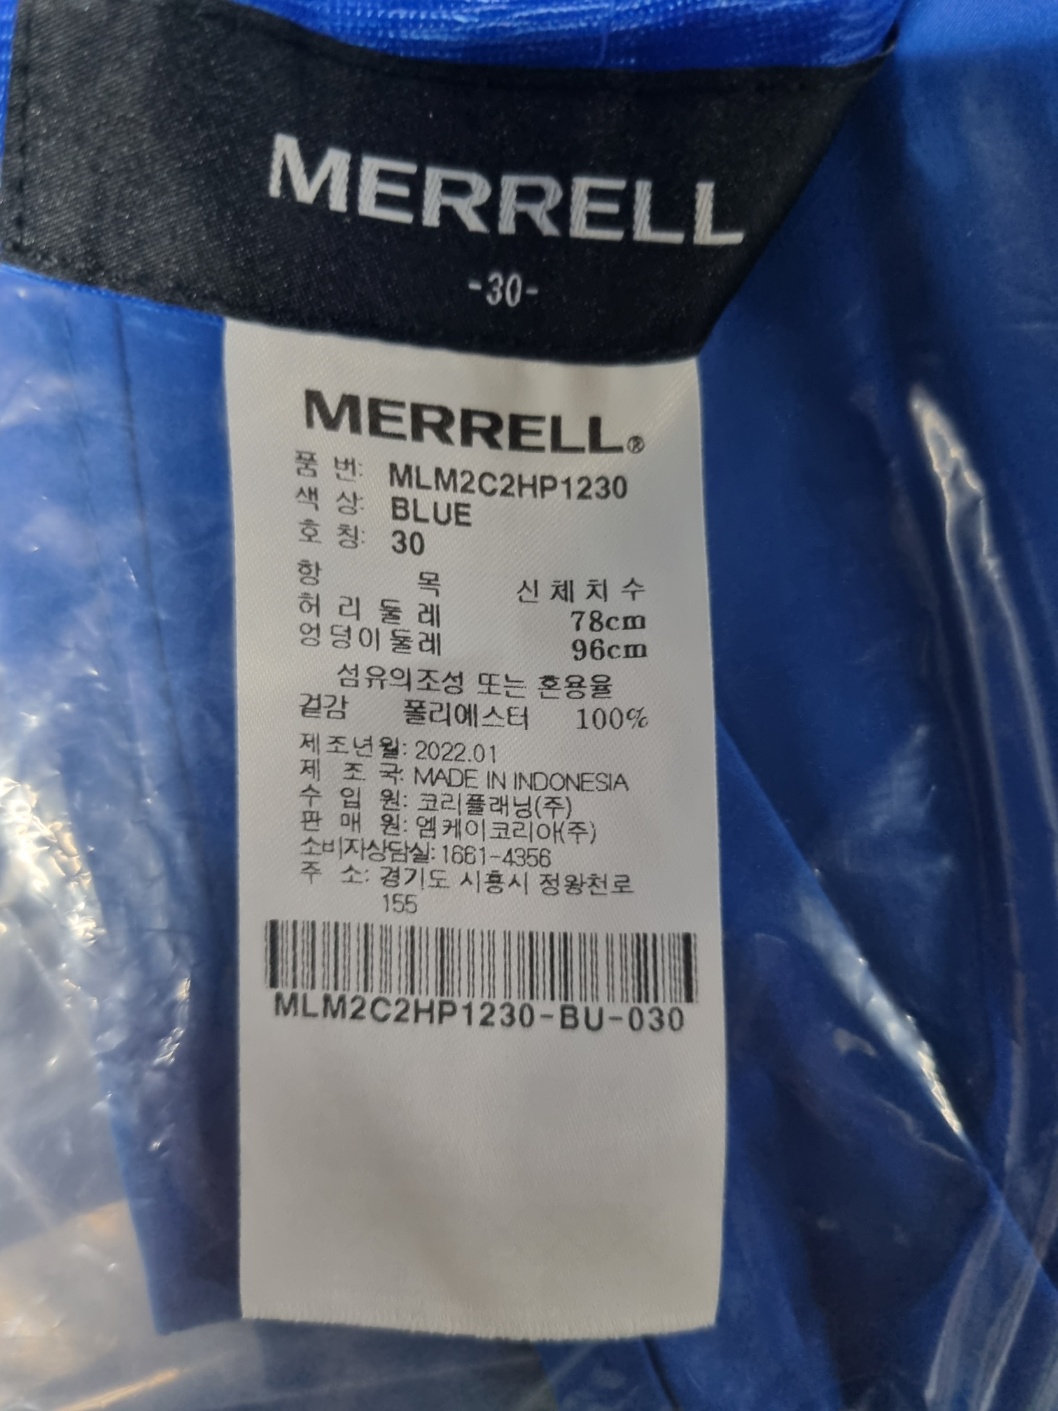 MERRELL
-30-
MERRELL®
품 번: MLM2C2HP1230
색 상: BLUE
호 칭: 30
항 목 신체치수
허리둘레 78cm
엉덩이둘레 96cm
섬유의조성 또는 혼용율
겉감 폴리에스터 100%
제조년월: 2022.01
제 조 국: MADE IN INDONESIA
수 입 원: 코리플래닝(주)
판 매 원: 엠케이코리아(주)
소비자상담실: 1661-4356
주 소: 경기도 시흥시 정왕천로
155
MLM2C2HP1230-BU-030